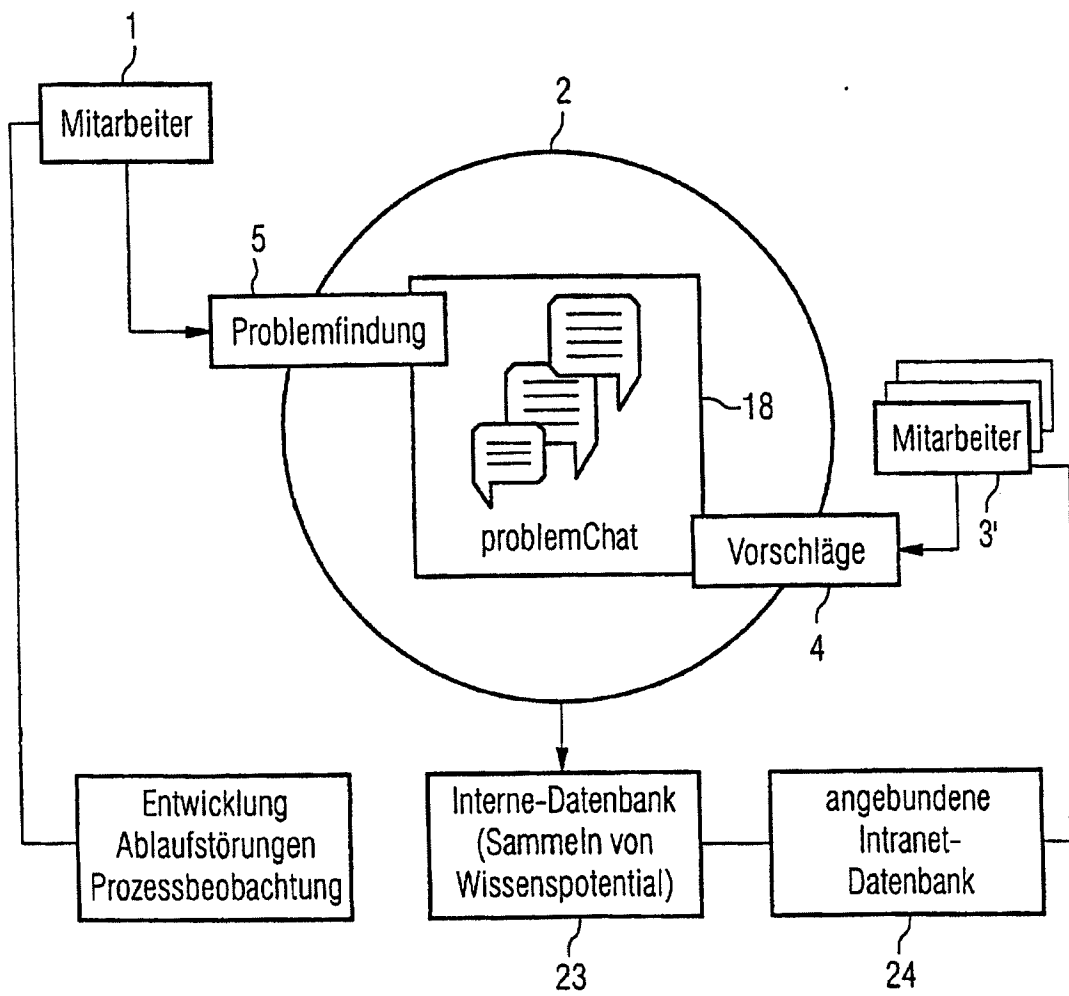 1
Mitarbeiter
2
5
Problemfindung
18
Mitarbeiter
3'
problemChat
Vorschläge
4
Entwicklung
Ablaufstörungen
Prozessbeobachtung
Interne-Datenbank
(Sammeln von
Wissenspotential)
23
angebundene
Intranet-
Datenbank
24